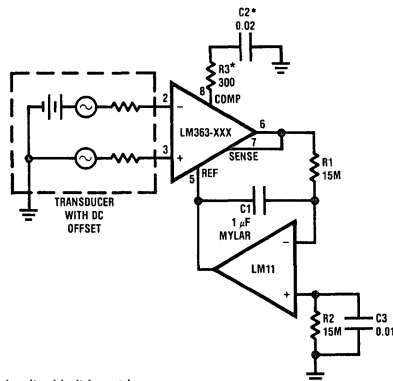 C2*
0.02
R3*
300
8
COMP
2
−
LM363-XXX
6
7
SENSE
3
+
REF
5
R1
15M
TRANSDUCER
WITH DC
OFFSET
C1
1 µF
MYLAR
−
LM11
+
R2
15M
C3
0.01